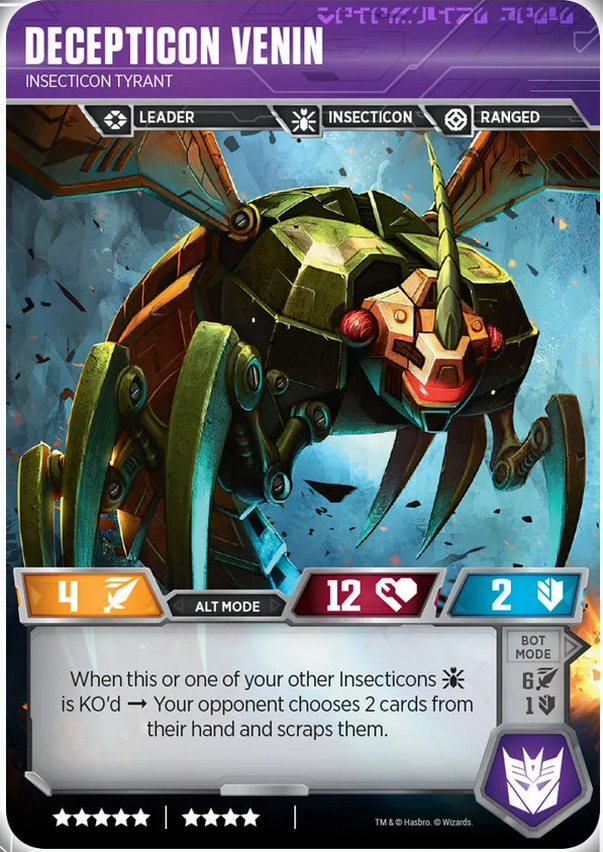 DECEPTICON VENIN
INSECTICON TYRANT
LEADER INSECTICON RANGED
4 ALT MODE 12 2
When this or one of your other Insecticons
is KO'd → Your opponent chooses 2 cards from
their hand and scraps them.
BOT
MODE
6
1
TM & © Hasbro. © Wizards.